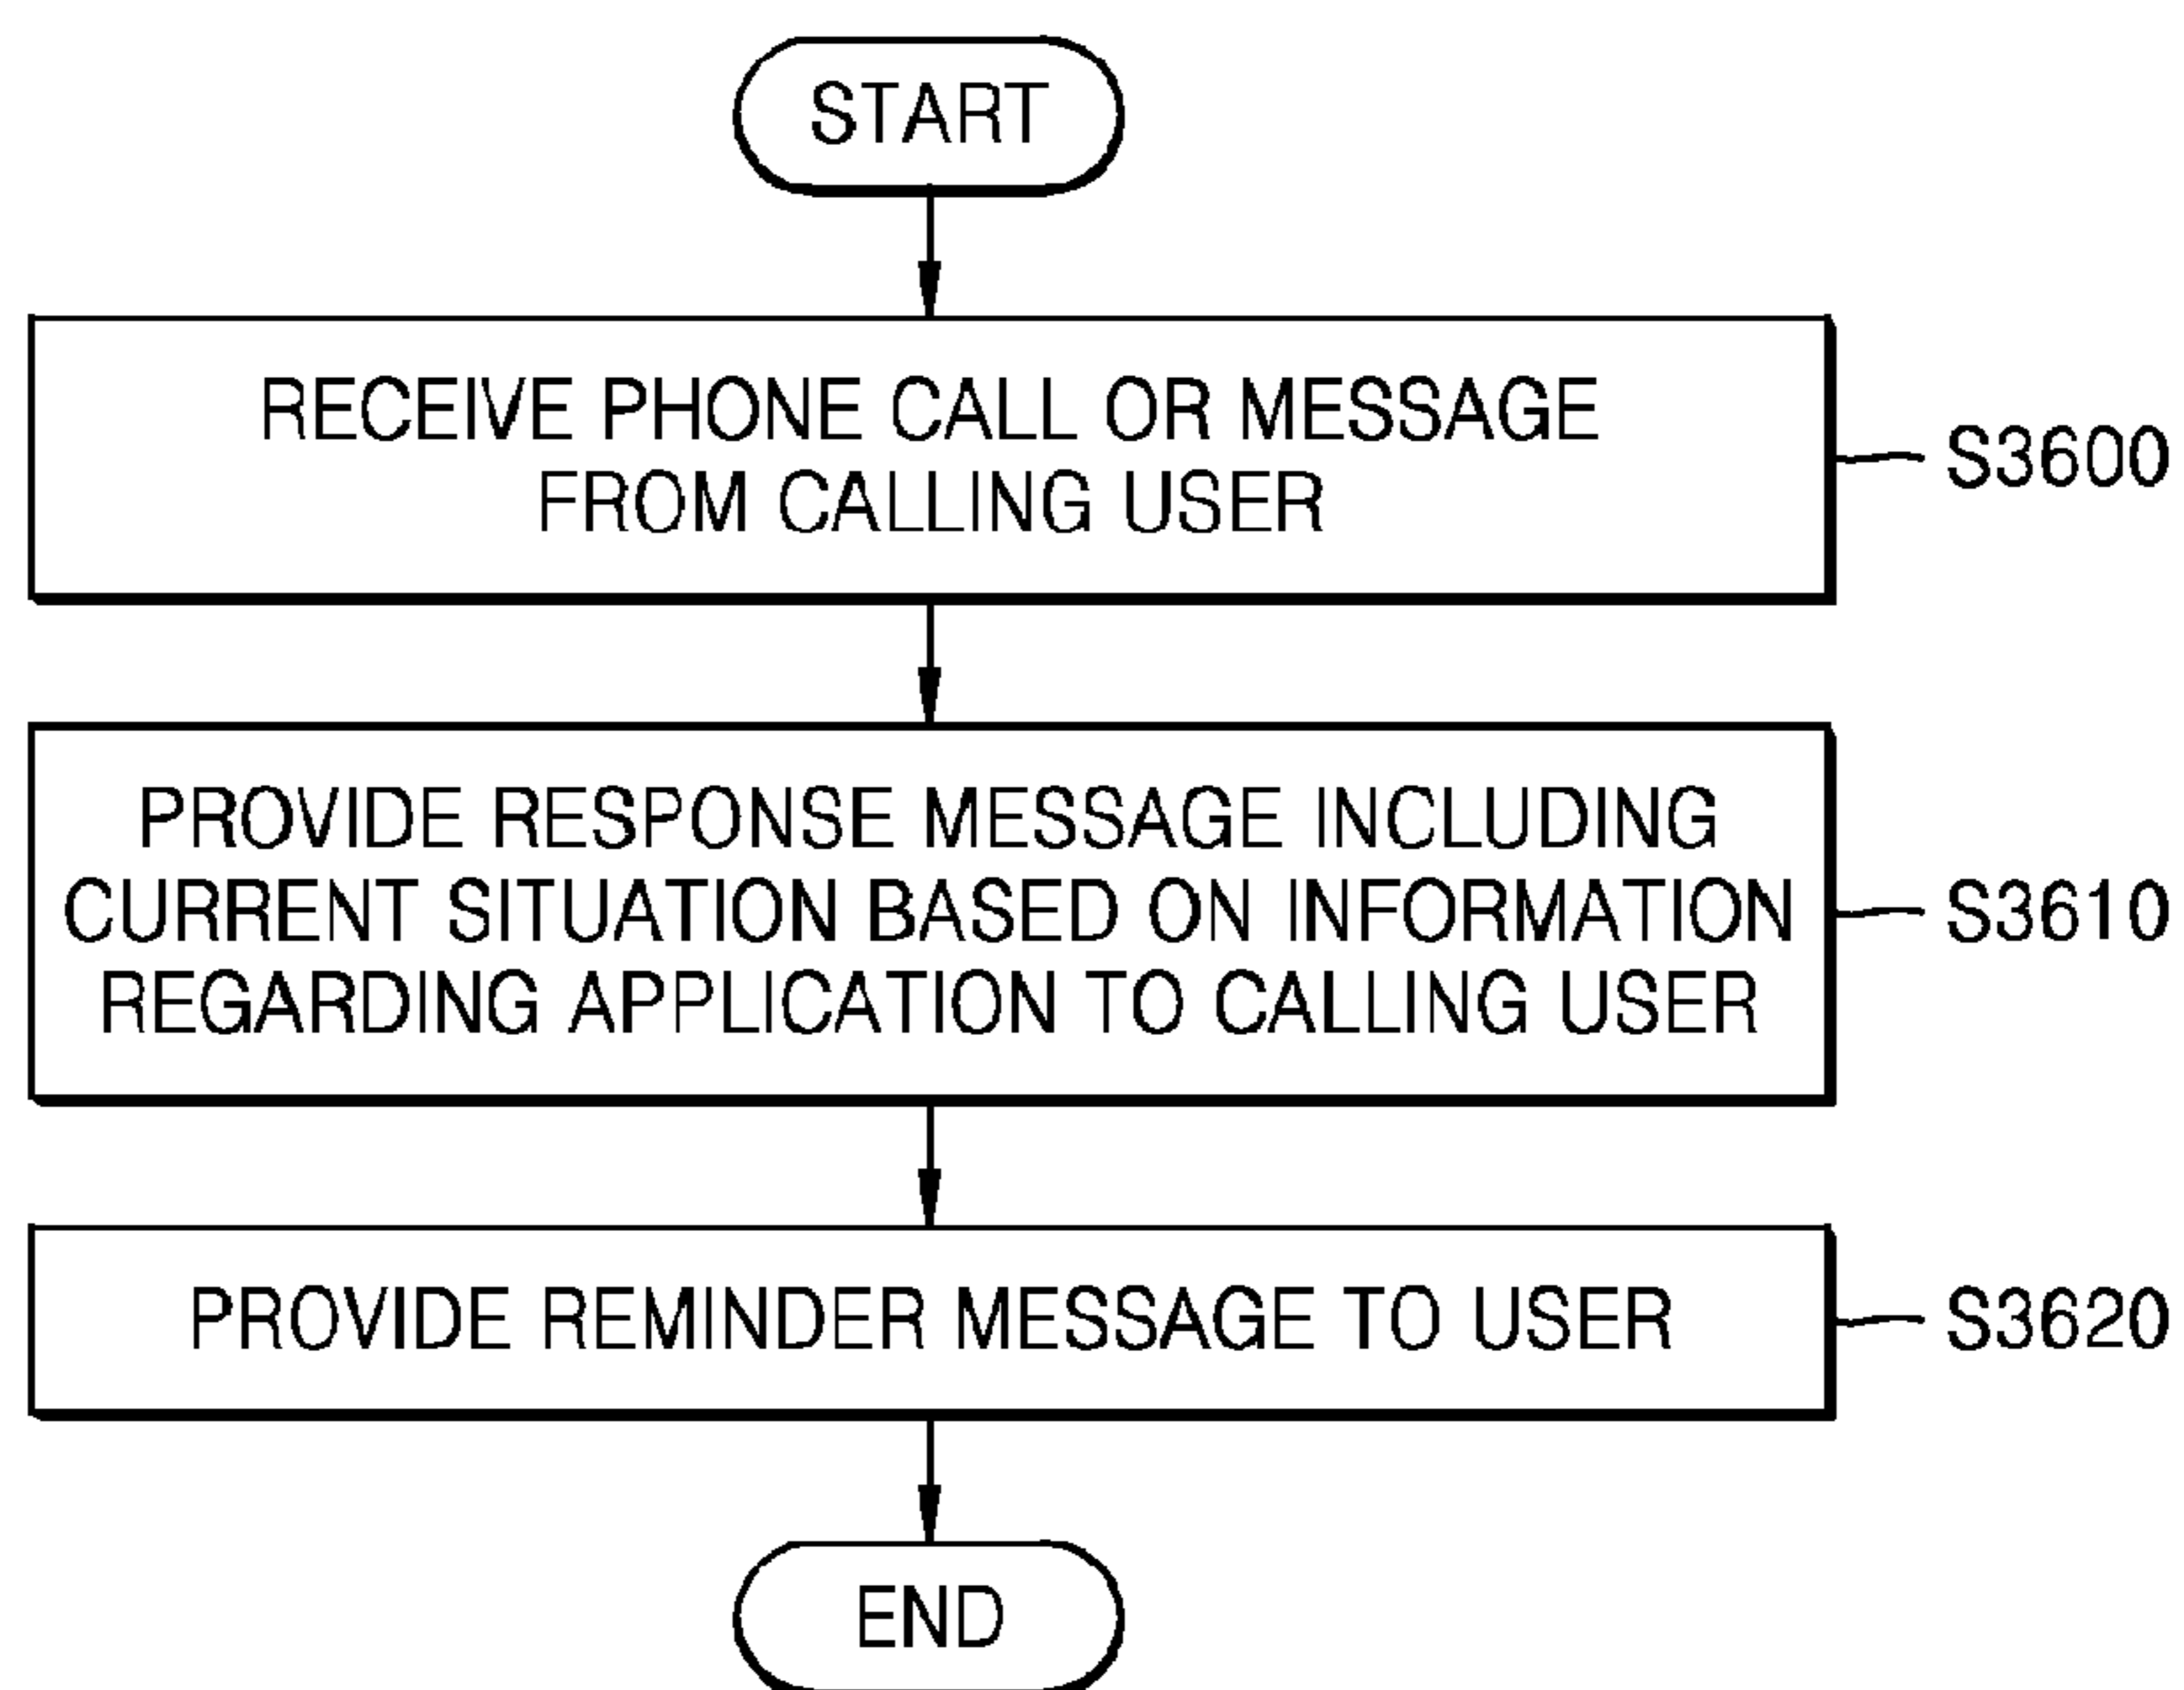 START
RECEIVE PHONE CALL OR MESSAGE
FROM CALLING USER
S3600
PROVIDE RESPONSE MESSAGE INCLUDING
CURRENT SITUATION BASED ON INFORMATION
REGARDING APPLICATION TO CALLING USER
S3610
PROVIDE REMINDER MESSAGE TO USER
S3620
END